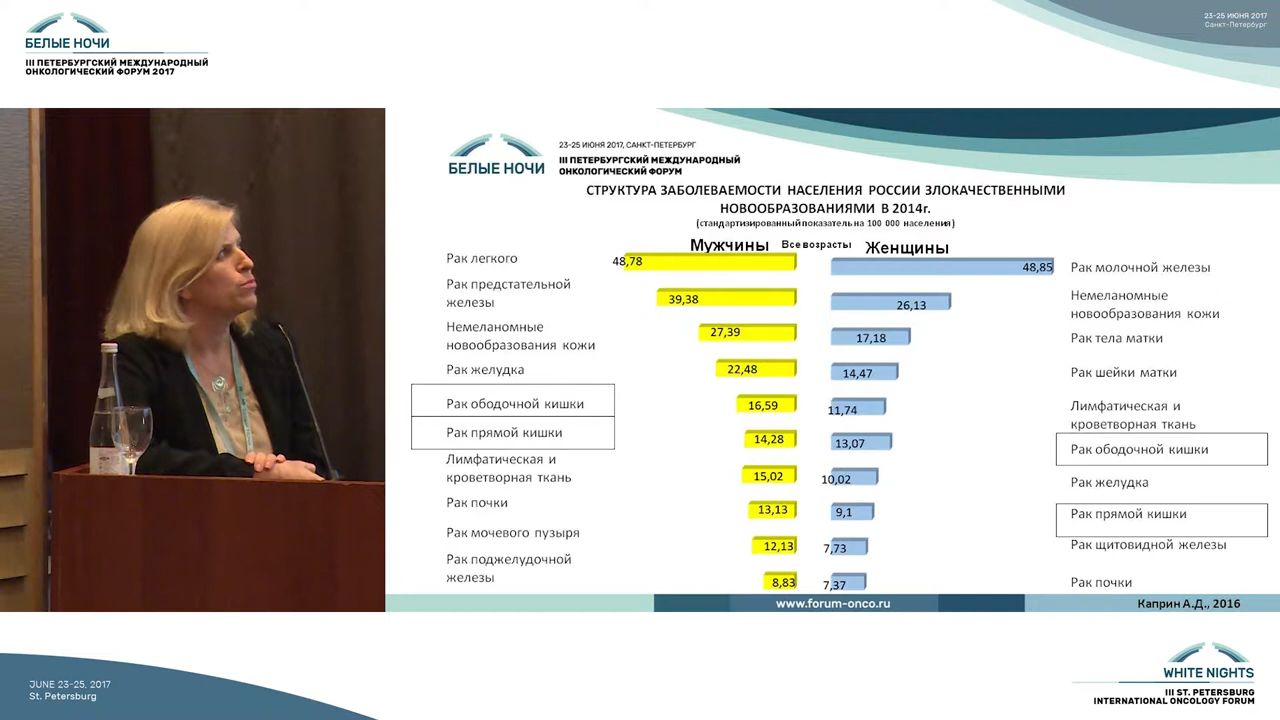 БЕЛЫЕ НОЧИ
III ПЕТЕРБУРГСКИЙ МЕЖДУНАРОДНЫЙ
ОНКОЛОГИЧЕСКИЙ ФОРУМ 2017
23-25 ИЮНЯ 2017
Санкт-Петербург
БЕЛЫЕ НОЧИ
23-25 ИЮНЯ 2017, САНКТ-ПЕТЕРБУРГ
III ПЕТЕРБУРГСКИЙ МЕЖДУНАРОДНЫЙ
ОНКОЛОГИЧЕСКИЙ ФОРУМ
СТРУКТУРА ЗАБОЛЕВАЕМОСТИ НАСЕЛЕНИЯ РОССИИ ЗЛОКАЧЕСТВЕННЫМИ
НОВООБРАЗОВАНИЯМИ В 2014г.
(стандартизированный показатель на 100 000 населения)
Мужчины Все возрасты Женщины
Рак легкого 48,78
48,85 Рак молочной железы
Рак предстательной
железы 39,38
26,13 Немеланомные
новообразования кожи
Немеланомные
новообразования кожи 27,39
17,18 Рак тела матки
Рак желудка 22,48
14,47 Рак шейки матки
Рак ободочной кишки 16,59
11,74 Лимфатическая и
кроветворная ткань
Рак прямой кишки 14,28
13,07 Рак ободочной кишки
Лимфатическая и
кроветворная ткань 15,02
10,02 Рак желудка
Рак почки 13,13
9,1 Рак прямой кишки
Рак мочевого пузыря 12,13
7,73 Рак щитовидной железы
Рак поджелудочной
железы 8,83
7,37 Рак почки
www.forum-onco.ru
Каприн А.Д., 2016
JUNE 23-25, 2017
St. Petersburg
WHITE NIGHTS
III ST. PETERSBURG
INTERNATIONAL ONCOLOGY FORUM